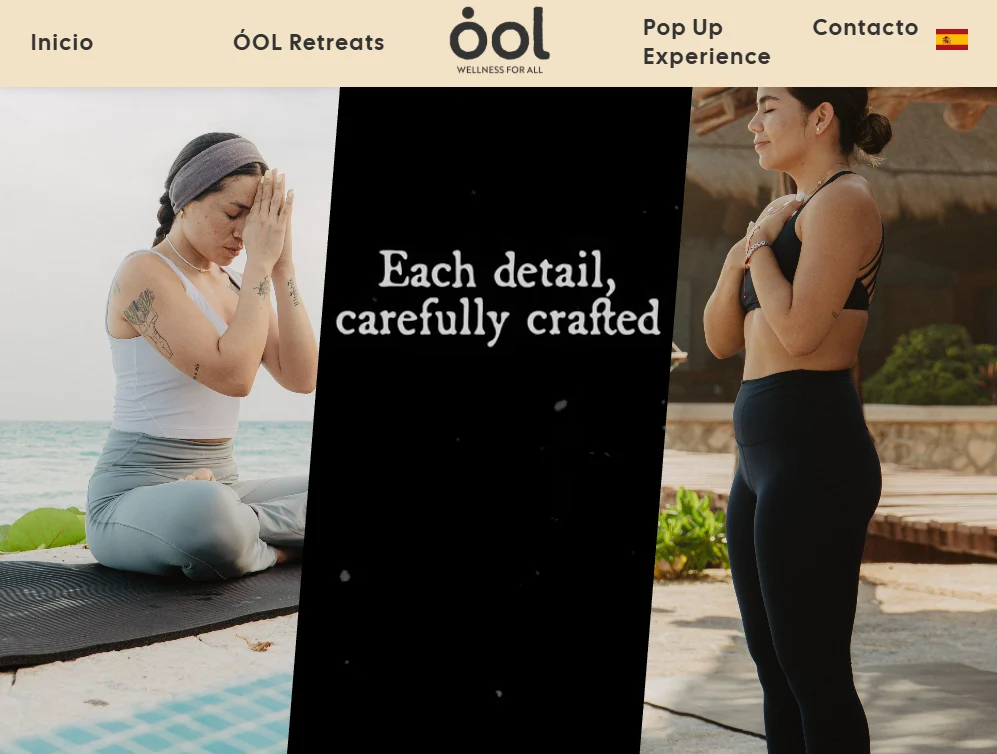 Inicio
ÓOL Retreats
óol
WELLNESS FOR ALL
Pop Up
Experience
Contacto
Each detail,
carefully crafted